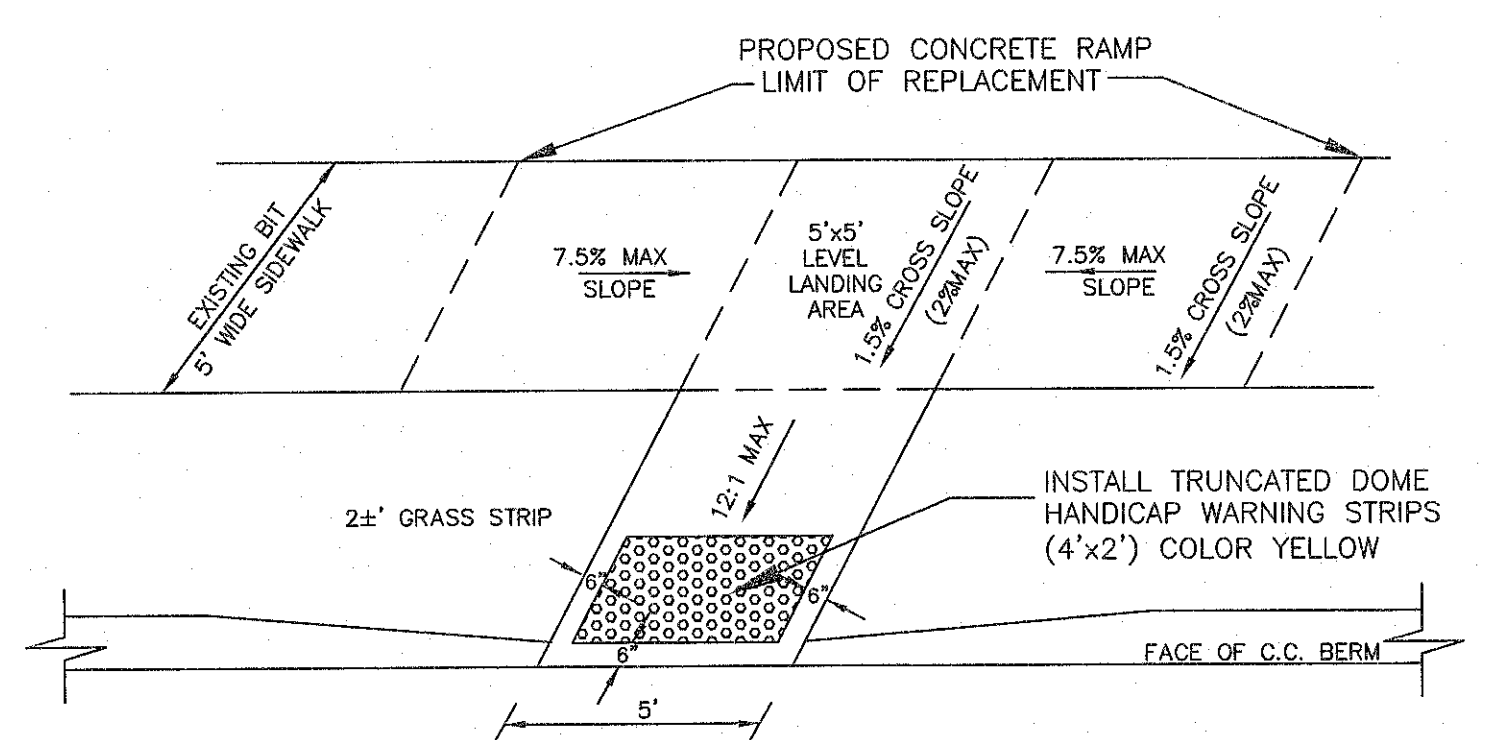 PROPOSED CONCRETE RAMP
LIMIT OF REPLACEMENT
EXISTING BIT
5' WIDE SIDEWALK
7.5% MAX
SLOPE
5'x5'
LEVEL
LANDING
AREA
1.5% CROSS SLOPE
(2%MAX)
7.5% MAX
SLOPE
1.5% CROSS SLOPE
(2%MAX)
12:1 MAX
2±' GRASS STRIP
INSTALL TRUNCATED DOME
HANDICAP WARNING STRIPS
(4'x2') COLOR YELLOW
6"
6"
6"
FACE OF C.C. BERM
5'